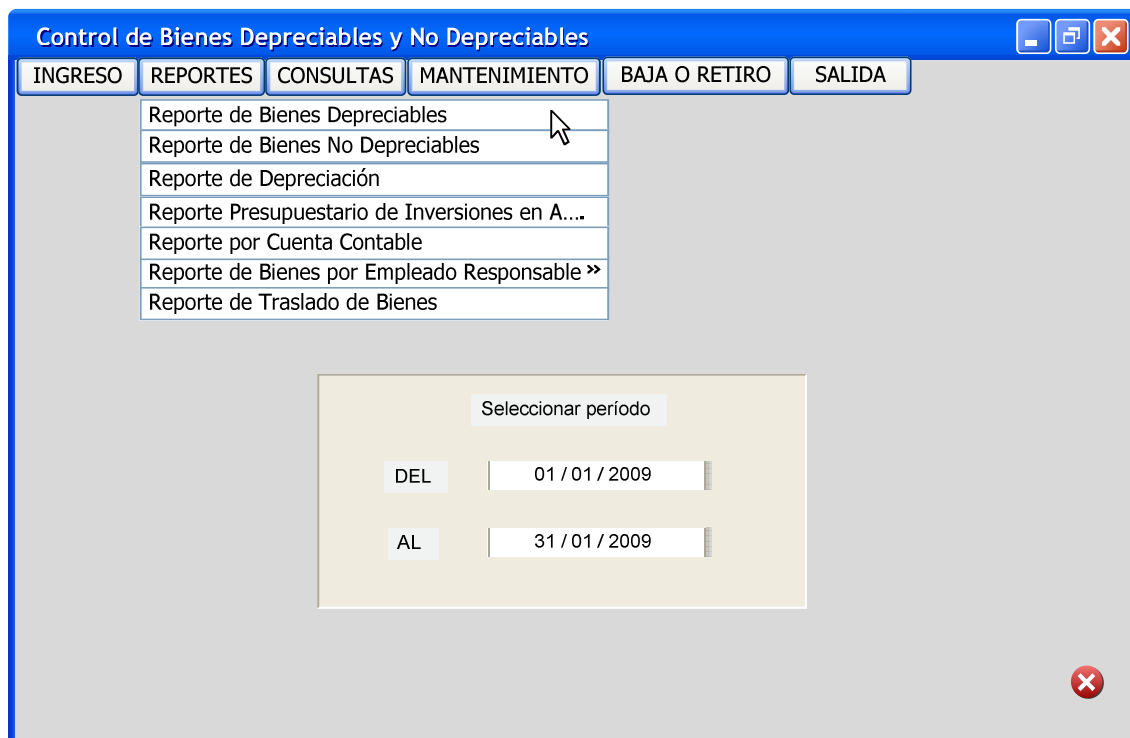 Control de Bienes Depreciables y No Depreciables
INGRESO REPORTES CONSULTAS MANTENIMIENTO BAJA O RETIRO SALIDA
Reporte de Bienes Depreciables
Reporte de Bienes No Depreciables
Reporte de Depreciación
Reporte Presupuestario de Inversiones en A....
Reporte por Cuenta Contable
Reporte de Bienes por Empleado Responsable »
Reporte de Traslado de Bienes
Seleccionar período
DEL 01 / 01 / 2009
AL 31 / 01 / 2009